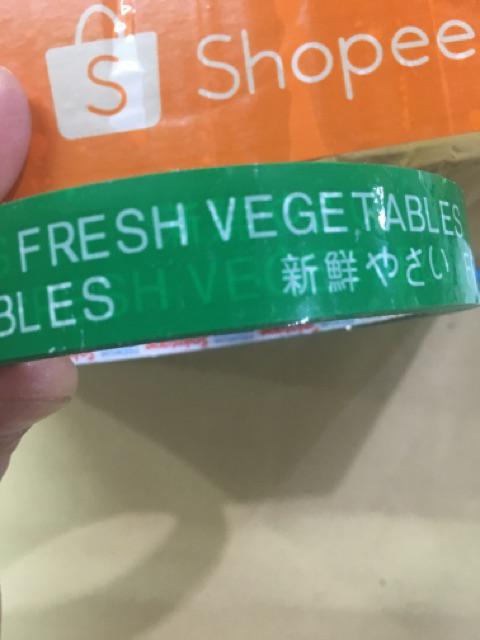 S Shopee
FRESH VEGETABLES
BLES 新鮮やさい